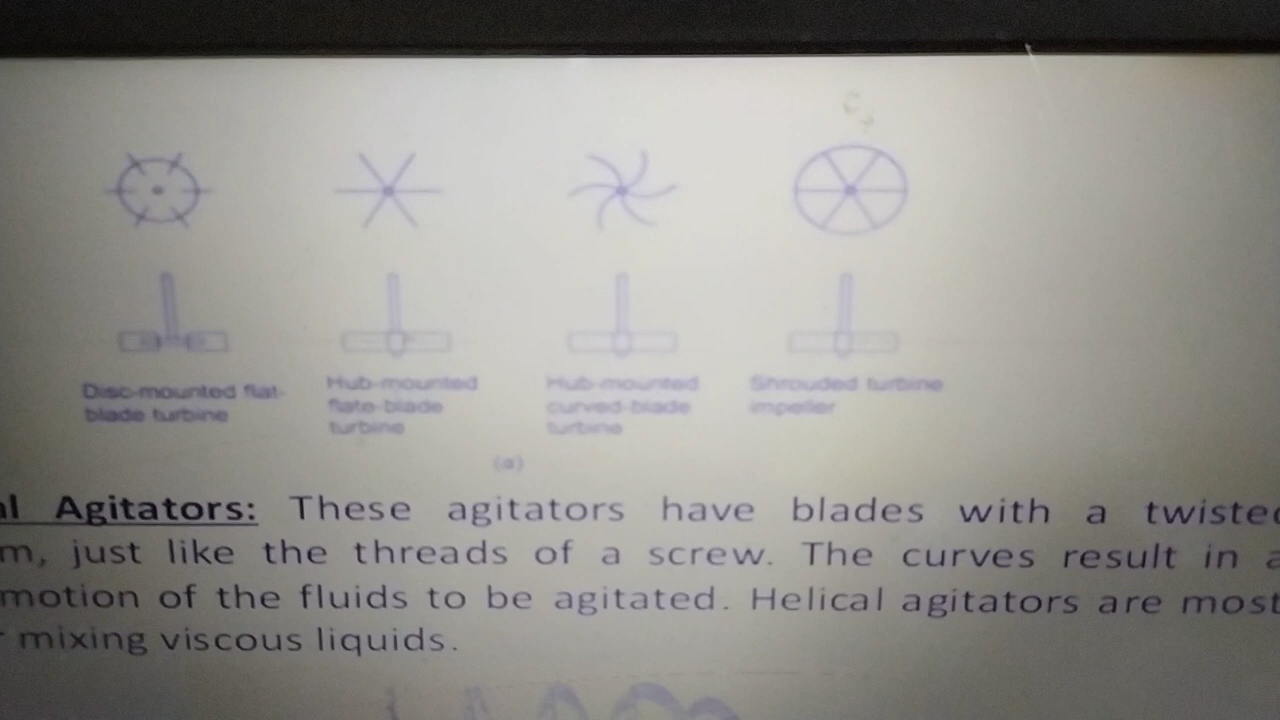 Disc-mounted flat-
blade turbine
Hub-mounted
flate-blade
turbine
Hub-mounted
curved-blade
turbine
Shrouded turbine
impeller
(a)
al Agitators: These agitators have blades with a twisted
m, just like the threads of a screw. The curves result in a
motion of the fluids to be agitated. Helical agitators are most
r mixing viscous liquids.